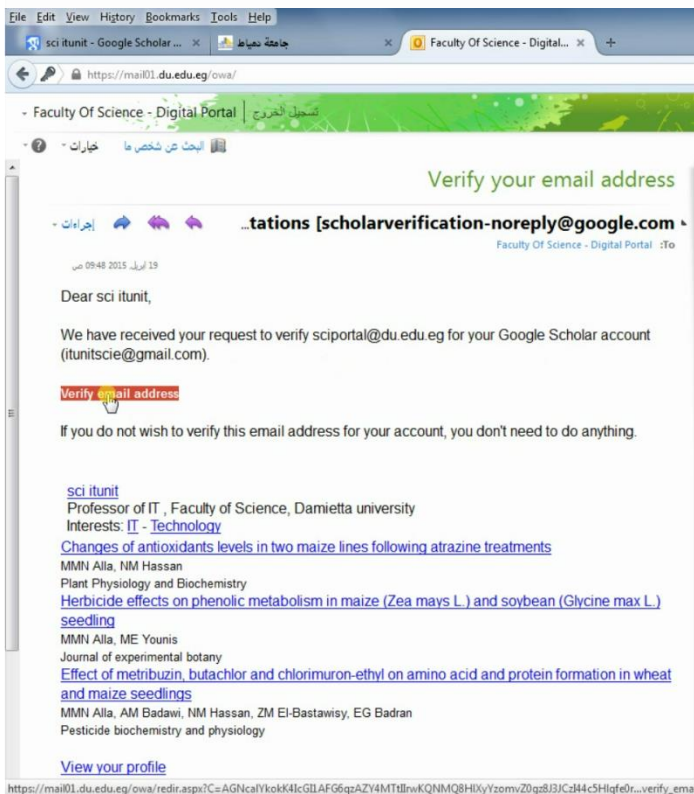 File Edit View History Bookmarks Tools Help
sci itunit - Google Scholar ... × جامعة دمياط × Faculty Of Science - Digital... × +
https://mail01.du.edu.eg/owa/
Faculty Of Science - Digital Portal | تسجيل الخروج
البحث عن شخص ما خيارات
Verify your email address
...tations [scholarverification-noreply@google.com
إجراءات
Faculty Of Science - Digital Portal :To
19 ابريل, 2015 09:48 ص
Dear sci itunit,
We have received your request to verify sciportal@du.edu.eg for your Google Scholar account
(itunitscie@gmail.com).
Verify email address
If you do not wish to verify this email address for your account, you don't need to do anything.
sci itunit
Professor of IT , Faculty of Science, Damietta university
Interests: IT - Technology
Changes of antioxidants levels in two maize lines following atrazine treatments
MMN Alla, NM Hassan
Plant Physiology and Biochemistry
Herbicide effects on phenolic metabolism in maize (Zea mays L.) and soybean (Glycine max L.)
seedling
MMN Alla, ME Younis
Journal of experimental botany
Effect of metribuzin, butachlor and chlorimuron-ethyl on amino acid and protein formation in wheat
and maize seedlings
MMN Alla, AM Badawi, NM Hassan, ZM El-Bastawisy, EG Badran
Pesticide biochemistry and physiology
View your profile